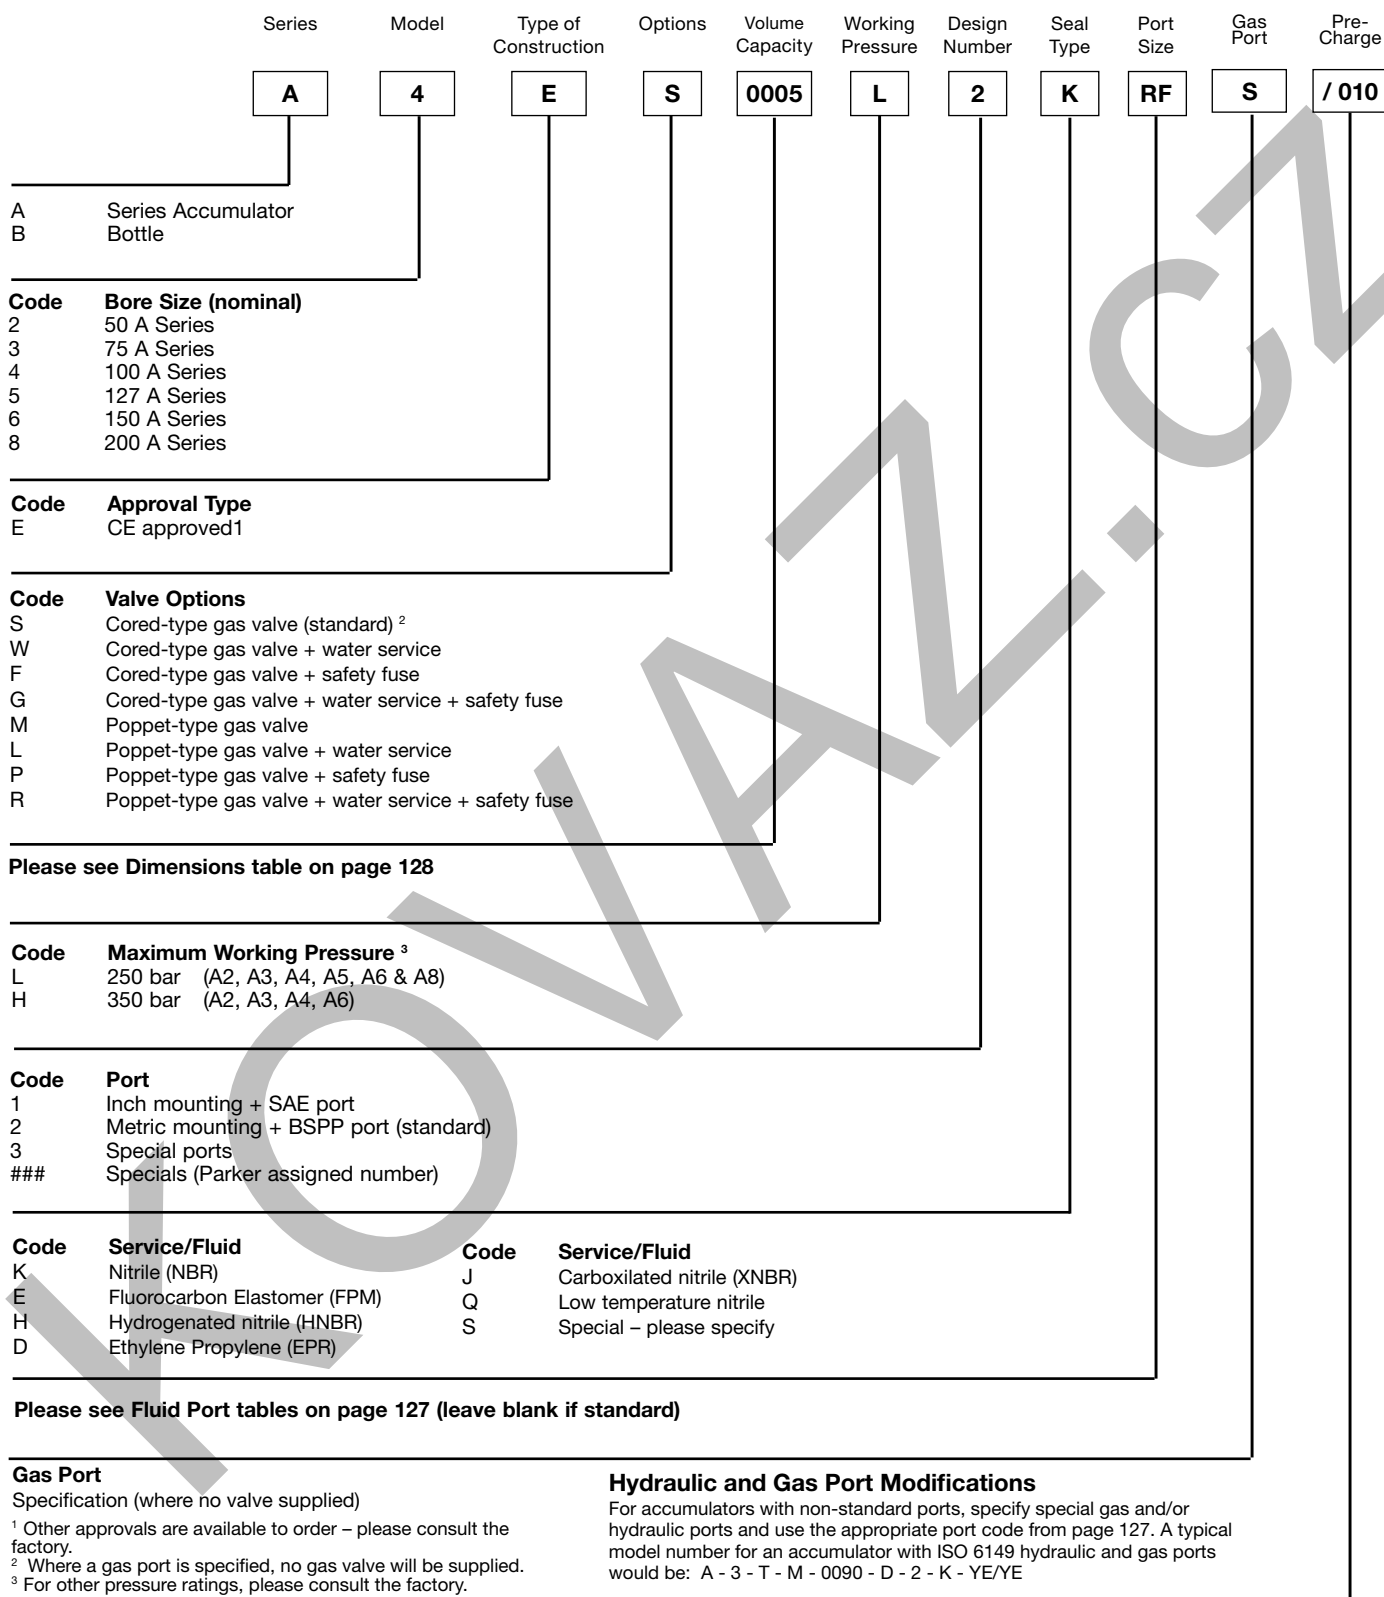 Series Model Type of Construction Options Volume Capacity Working Pressure Design Number Seal Type Port Size Gas Port Pre-Charge
A 4 E S 0005 L 2 K RF S / 010
A Series Accumulator
B Bottle
Code Bore Size (nominal)
2 50 A Series
3 75 A Series
4 100 A Series
5 127 A Series
6 150 A Series
8 200 A Series
Code Approval Type
E CE approved1
Code Valve Options
S Cored-type gas valve (standard) 2
W Cored-type gas valve + water service
F Cored-type gas valve + safety fuse
G Cored-type gas valve + water service + safety fuse
M Poppet-type gas valve
L Poppet-type gas valve + water service
P Poppet-type gas valve + safety fuse
R Poppet-type gas valve + water service + safety fuse
Please see Dimensions table on page 128
Code Maximum Working Pressure 3
L 250 bar (A2, A3, A4, A5, A6 & A8)
H 350 bar (A2, A3, A4, A6)
Code Port
1 Inch mounting + SAE port
2 Metric mounting + BSPP port (standard)
3 Special ports
### Specials (Parker assigned number)
Code Service/Fluid
K Nitrile (NBR)
E Fluorocarbon Elastomer (FPM)
H Hydrogenated nitrile (HNBR)
D Ethylene Propylene (EPR)
Code Service/Fluid
J Carboxilated nitrile (XNBR)
Q Low temperature nitrile
S Special – please specify
Please see Fluid Port tables on page 127 (leave blank if standard)
Gas Port
Specification (where no valve supplied)
1 Other approvals are available to order – please consult the
factory.
2 Where a gas port is specified, no gas valve will be supplied.
3 For other pressure ratings, please consult the factory.
Hydraulic and Gas Port Modifications
For accumulators with non-standard ports, specify special gas and/or
hydraulic ports and use the appropriate port code from page 127. A typical
model number for an accumulator with ISO 6149 hydraulic and gas ports
would be: A - 3 - T - M - 0090 - D - 2 - K - YE/YE
KOVAZ.CZ